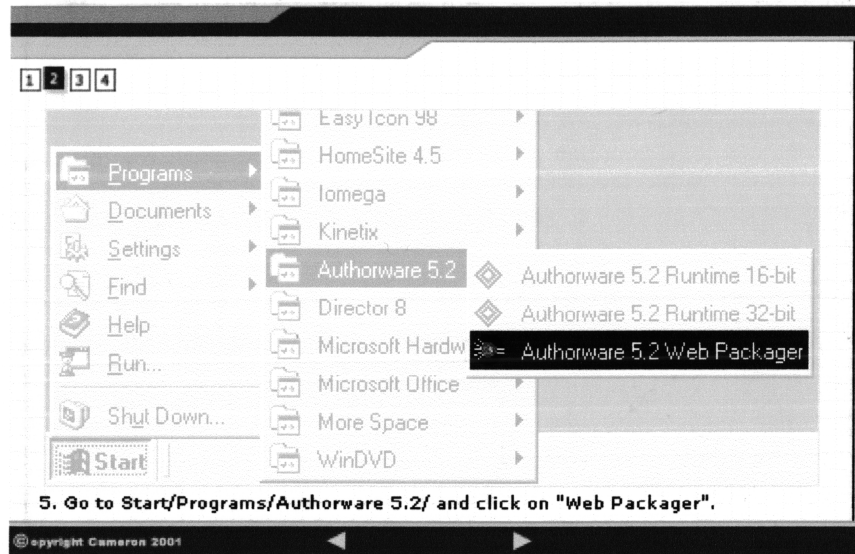 1 2 3 4
Easy Icon 98
Programs
HomeSite 4.5
Documents
Iomega
Settings
Kinetix
Find
Authorware 5.2
Authorware 5.2 Runtime 16-bit
Help
Director 8
Authorware 5.2 Runtime 32-bit
Run...
Microsoft Hardw
Authorware 5.2 Web Packager
Microsoft Office
Shut Down...
More Space
Start
WinDVD
5. Go to Start/Programs/Authorware 5.2/ and click on "Web Packager".
©opyright Cameron 2001